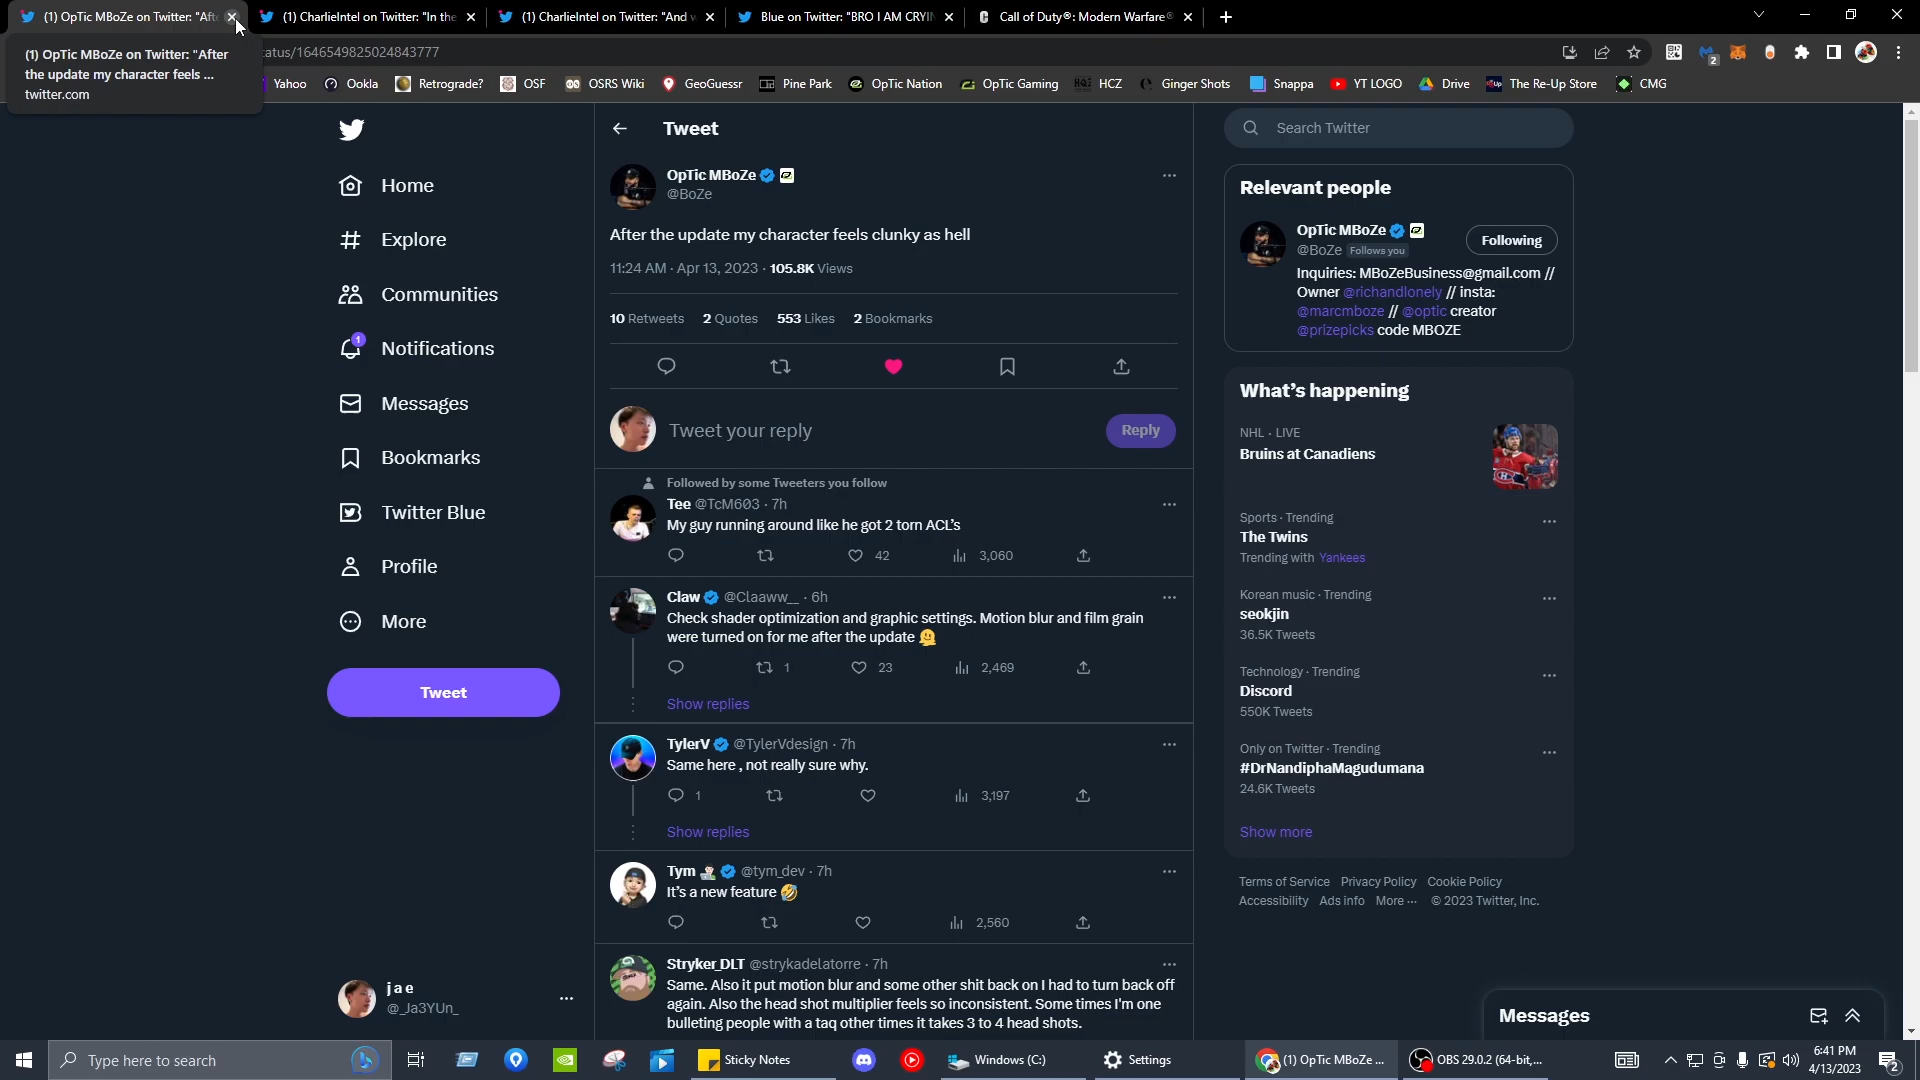 (1) OpTic MBoZe on Twitter: "Afte
(1) CharlieIntel on Twitter: "In the
(1) CharlieIntel on Twitter: "And w
Blue on Twitter: "BRO I AM CRYIN
Call of Duty®: Modern Warfare®
(1) OpTic MBoZe on Twitter: "After
the update my character feels ...
twitter.com
atus/1646549825024843777
2
Yahoo
Ookla
Retrograde?
OSF
OSRS Wiki
GeoGuessr
Pine Park
OpTic Nation
OpTic Gaming
HCZ
Ginger Shots
Snappa
YT LOGO
Drive
The Re-Up Store
CMG
Home
Explore
Communities
1
Notifications
Messages
Bookmarks
Twitter Blue
Profile
More
Tweet
jae
@_Ja3YUn_
Tweet
OpTic MBoZe
@BoZe
After the update my character feels clunky as hell
11:24 AM · Apr 13, 2023 · 105.8K Views
10 Retweets 2 Quotes 553 Likes 2 Bookmarks
Tweet your reply
Reply
Followed by some Tweeters you follow
Tee @TcM603 · 7h
My guy running around like he got 2 torn ACL's
42 3,060
Claw @Claaww__ · 6h
Check shader optimization and graphic settings. Motion blur and film grain
were turned on for me after the update 🫠
1 23 2,469
Show replies
TylerV @TylerVdesign · 7h
Same here , not really sure why.
1 3,197
Show replies
Tym 👨🏻‍💻 @tym_dev · 7h
It's a new feature 🤣
2,560
Stryker_DLT @strykadelatorre · 7h
Same. Also it put motion blur and some other shit back on I had to turn back off
again. Also the head shot multiplier feels so inconsistent. Some times I'm one
bulleting people with a taq other times it takes 3 to 4 head shots.
Search Twitter
Relevant people
OpTic MBoZe
@BoZe Follows you
Following
Inquiries: MBoZeBusiness@gmail.com //
Owner @richandlonely // insta:
@marcmboze // @optic creator
@prizepicks code MBOZE
What's happening
NHL · LIVE
Bruins at Canadiens
Sports · Trending
The Twins
Trending with Yankees
Korean music · Trending
seokjin
36.5K Tweets
Technology · Trending
Discord
550K Tweets
Only on Twitter · Trending
#DrNandiphaMagudumana
24.6K Tweets
Show more
Terms of Service Privacy Policy Cookie Policy
Accessibility Ads info More ··· © 2023 Twitter, Inc.
Messages
Type here to search
Sticky Notes
Windows (C:)
Settings
(1) OpTic MBoZe ...
OBS 29.0.2 (64-bit,...
6:41 PM
4/13/2023
2